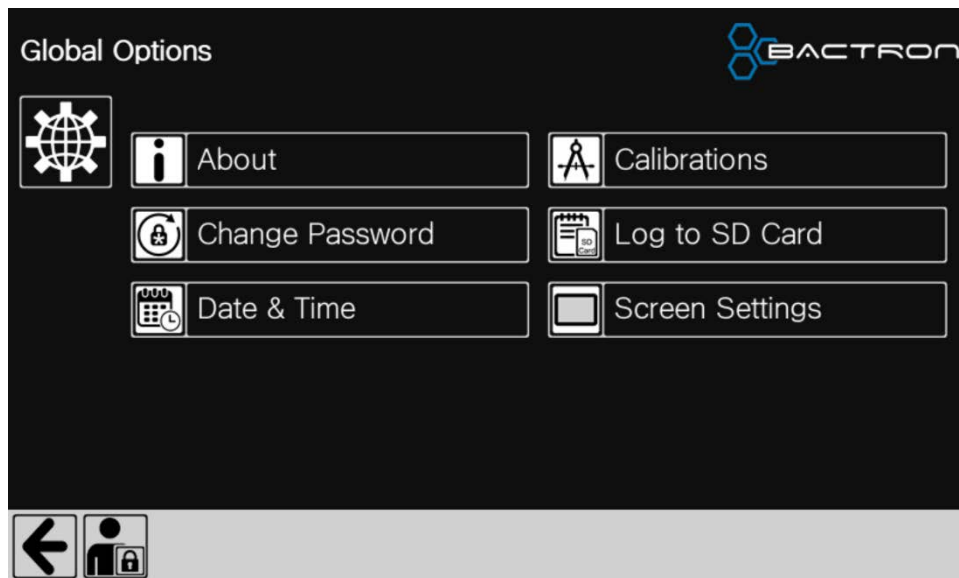 Global Options
BACTRON
About
Calibrations
Change Password
SD
Card
Log to SD Card
Date & Time
Screen Settings